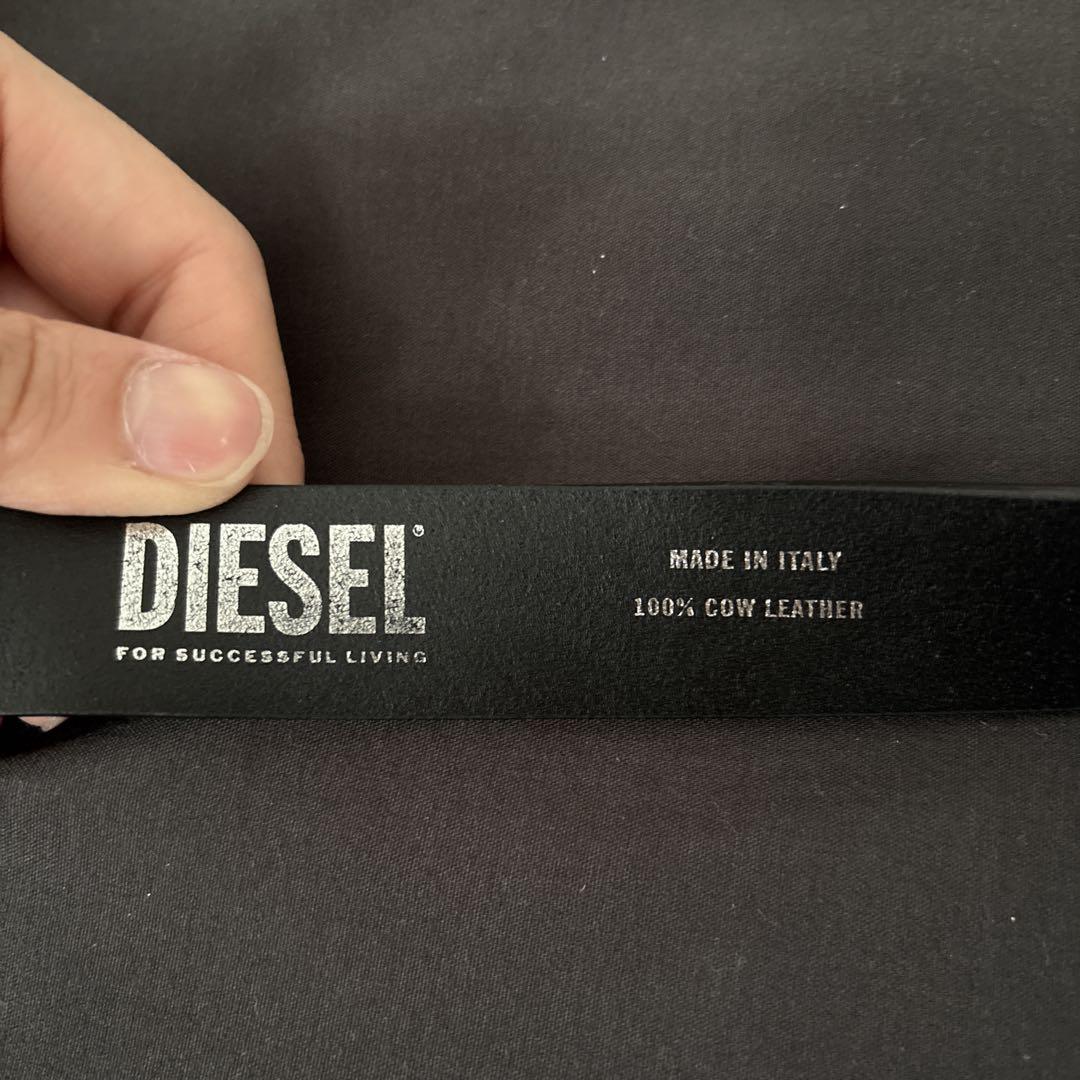 DIESEL
FOR SUCCESSFUL LIVING
MADE IN ITALY
100% COW LEATHER